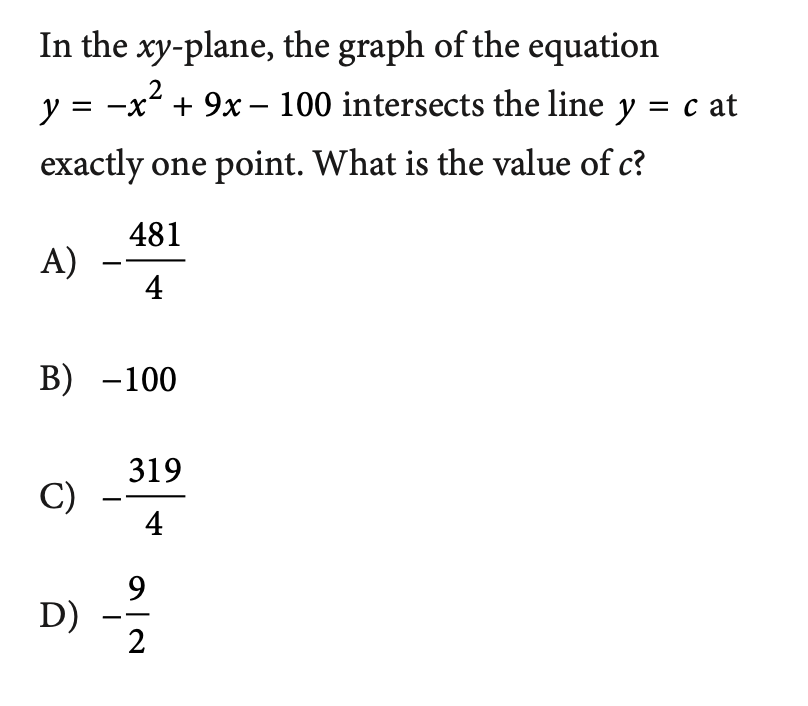 In the xy-plane, the graph of the equation
y = −x² + 9x − 100 intersects the line y = c at
exactly one point. What is the value of c?
A) −481/4
B) −100
C) −319/4
D) −9/2